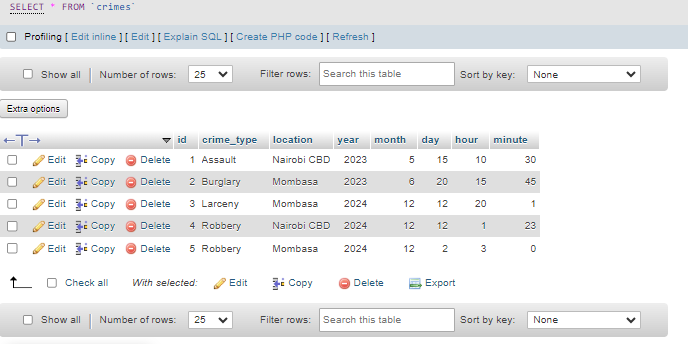 SELECT * FROM `crimes`
Profiling [ Edit inline ] [ Edit ] [ Explain SQL ] [ Create PHP code ] [ Refresh ]
Show all Number of rows: 25 Filter rows: Search this table Sort by key: None
Extra options
←T→ id crime_type location year month day hour minute
Edit Copy Delete 1 Assault Nairobi CBD 2023 5 15 10 30
Edit Copy Delete 2 Burglary Mombasa 2023 6 20 15 45
Edit Copy Delete 3 Larceny Mombasa 2024 12 12 20 1
Edit Copy Delete 4 Robbery Nairobi CBD 2024 12 12 1 23
Edit Copy Delete 5 Robbery Mombasa 2024 12 2 3 0
Check all With selected: Edit Copy Delete Export
Show all Number of rows: 25 Filter rows: Search this table Sort by key: None